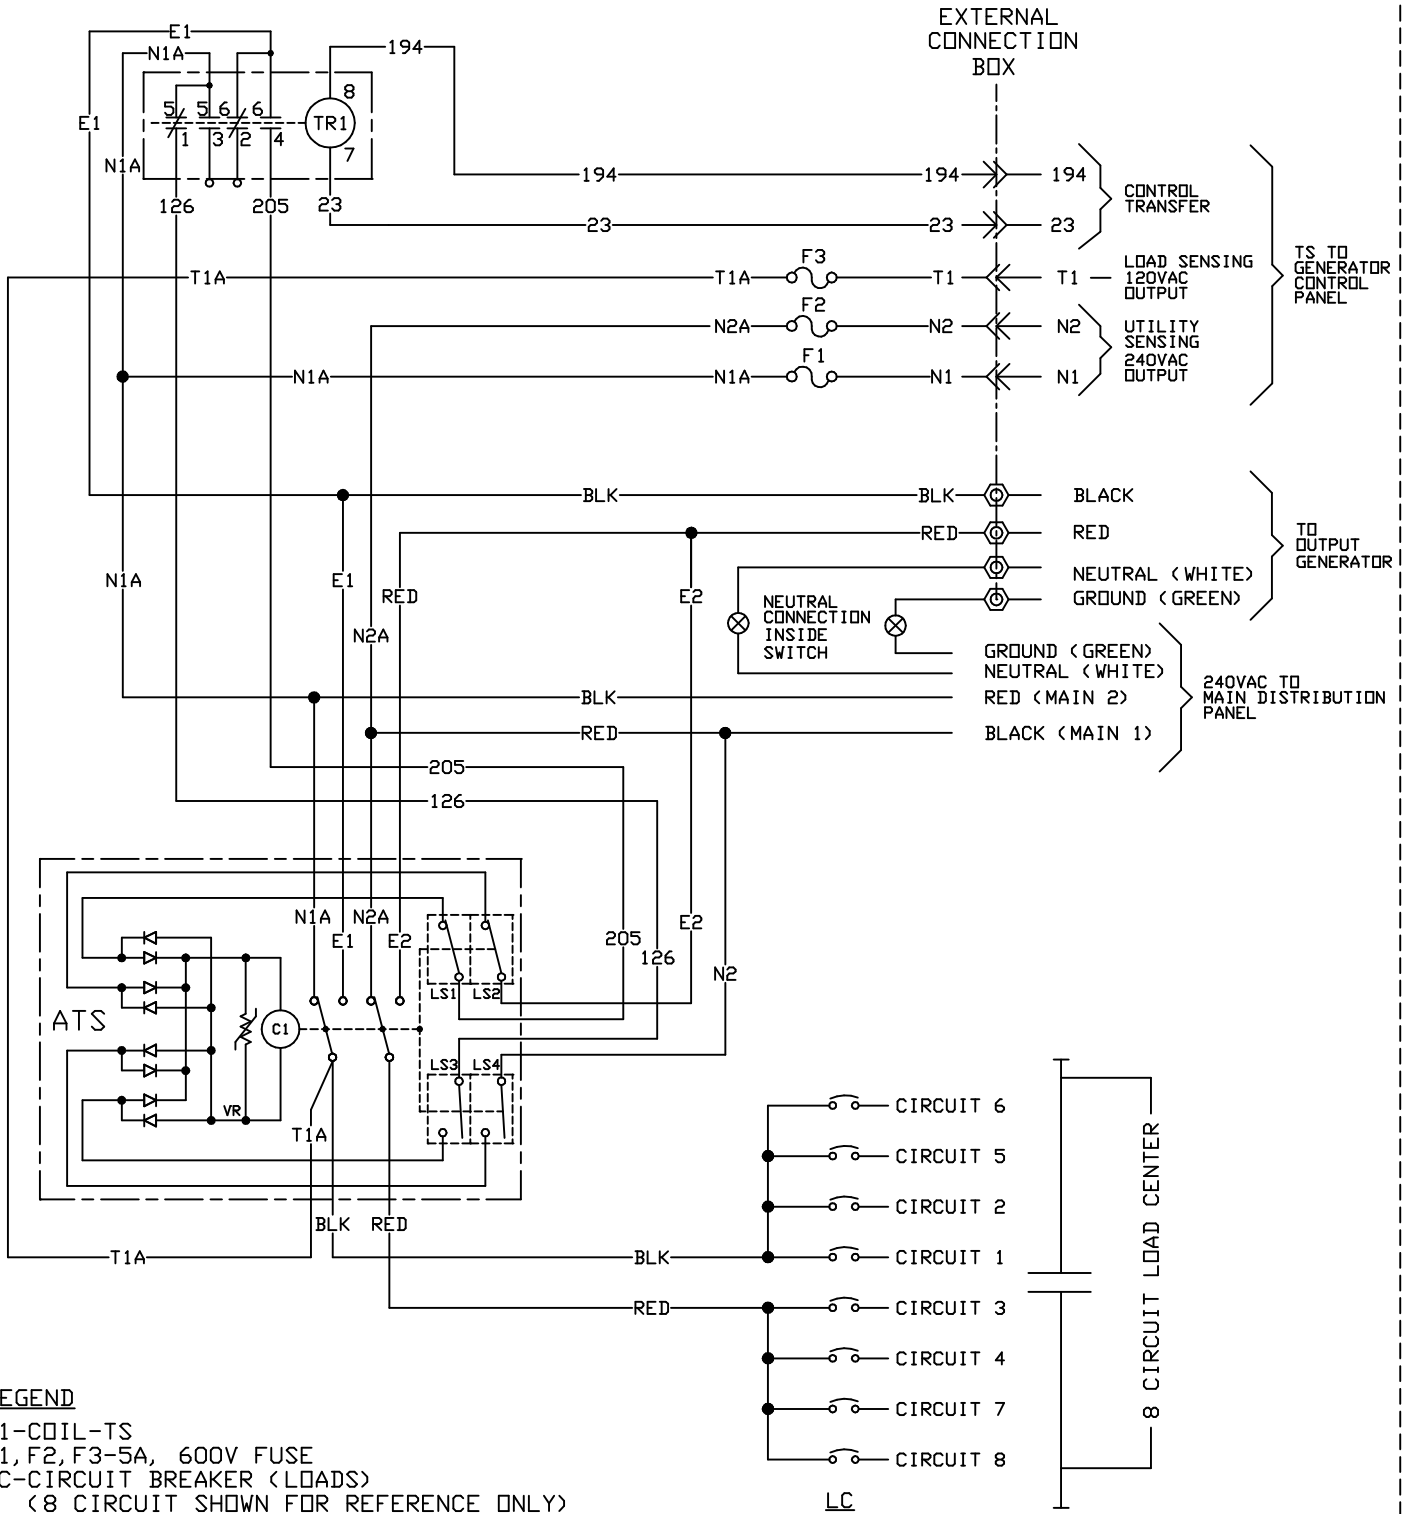 EXTERNAL
CONNECTION
BOX
E1
N1A
194
5
5
6
6
8
TR1
E1
1
3
2
4
7
N1A
194
194
194
CONTROL
TRANSFER
126
205
23
23
23
23
F3
T1A
T1A
T1
T1
LOAD SENSING
120VAC
OUTPUT
TS TO
GENERATOR
CONTROL
PANEL
F2
N2A
N2
N2
UTILITY
SENSING
240VAC
OUTPUT
F1
N1A
N1A
N1
N1
BLK
BLK
BLACK
RED
RED
TO
OUTPUT
GENERATOR
N1A
E1
RED
E2
N2A
NEUTRAL
CONNECTION
INSIDE
SWITCH
NEUTRAL (WHITE)
GROUND (GREEN)
GROUND (GREEN)
NEUTRAL (WHITE)
BLK
RED (MAIN 2)
RED
BLACK (MAIN 1)
240VAC TO
MAIN DISTRIBUTION
PANEL
205
126
N1A
N2A
E1
E2
E2
205
126
N2
LS1
LS2
ATS
C1
LS3
LS4
VR
T1A
BLK
RED
T1A
BLK
RED
CIRCUIT 6
CIRCUIT 5
CIRCUIT 2
CIRCUIT 1
CIRCUIT 3
CIRCUIT 4
CIRCUIT 7
CIRCUIT 8
8 CIRCUIT LOAD CENTER
LC
EGEND
1-COIL-TS
1,F2,F3-5A, 600V FUSE
C-CIRCUIT BREAKER (LOADS)
(8 CIRCUIT SHOWN FOR REFERENCE ONLY)